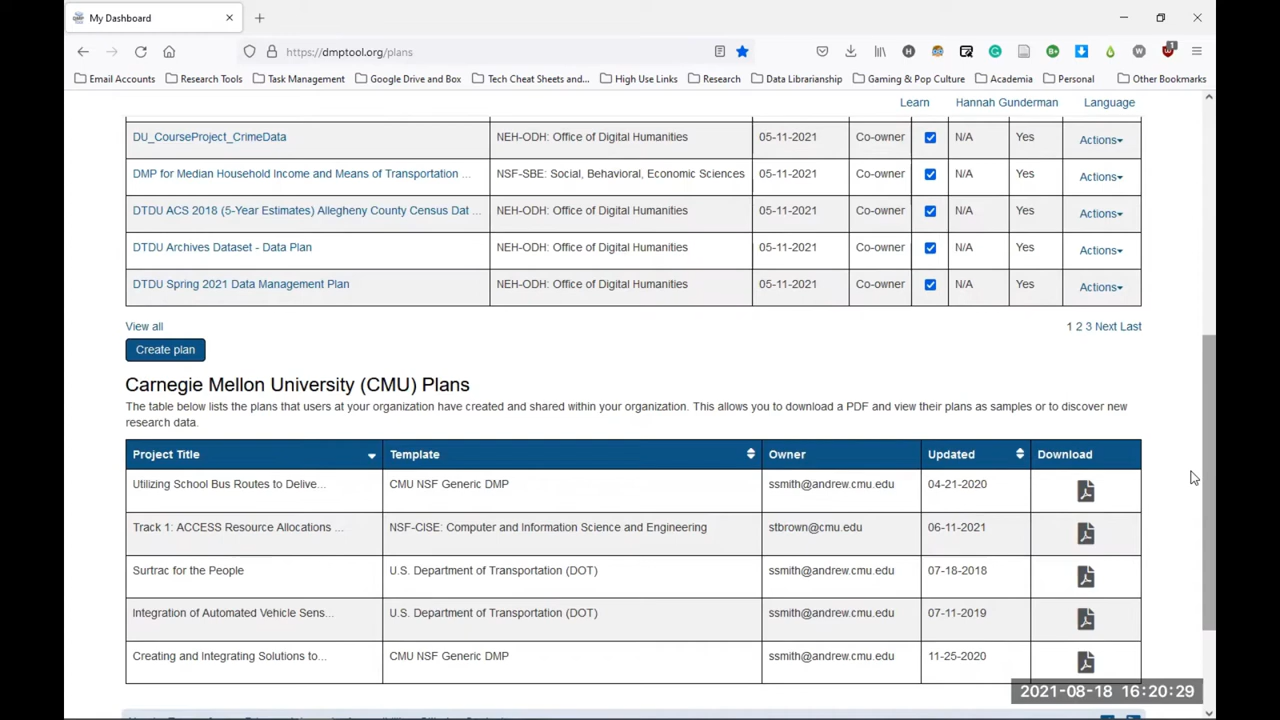 My Dashboard
https://dmptool.org/plans
Email Accounts Research Tools Task Management Google Drive and Box Tech Cheat Sheets and... High Use Links Research Data Librarianship Gaming & Pop Culture Academia Personal Other Bookmarks
Learn Hannah Gunderman Language
DU_CourseProject_CrimeData NEH-ODH: Office of Digital Humanities 05-11-2021 Co-owner N/A Yes Actions
DMP for Median Household Income and Means of Transportation ... NSF-SBE: Social, Behavioral, Economic Sciences 05-11-2021 Co-owner N/A Yes Actions
DTDU ACS 2018 (5-Year Estimates) Allegheny County Census Dat ... NEH-ODH: Office of Digital Humanities 05-11-2021 Co-owner N/A Yes Actions
DTDU Archives Dataset - Data Plan NEH-ODH: Office of Digital Humanities 05-11-2021 Co-owner N/A Yes Actions
DTDU Spring 2021 Data Management Plan NEH-ODH: Office of Digital Humanities 05-11-2021 Co-owner N/A Yes Actions
View all 1 2 3 Next Last
Create plan
Carnegie Mellon University (CMU) Plans
The table below lists the plans that users at your organization have created and shared within your organization. This allows you to download a PDF and view their plans as samples or to discover new
research data.
Project Title Template Owner Updated Download
Utilizing School Bus Routes to Delive... CMU NSF Generic DMP ssmith@andrew.cmu.edu 04-21-2020
Track 1: ACCESS Resource Allocations ... NSF-CISE: Computer and Information Science and Engineering stbrown@cmu.edu 06-11-2021
Surtrac for the People U.S. Department of Transportation (DOT) ssmith@andrew.cmu.edu 07-18-2018
Integration of Automated Vehicle Sens... U.S. Department of Transportation (DOT) ssmith@andrew.cmu.edu 07-11-2019
Creating and Integrating Solutions to... CMU NSF Generic DMP ssmith@andrew.cmu.edu 11-25-2020
2021-08-18 16:20:29